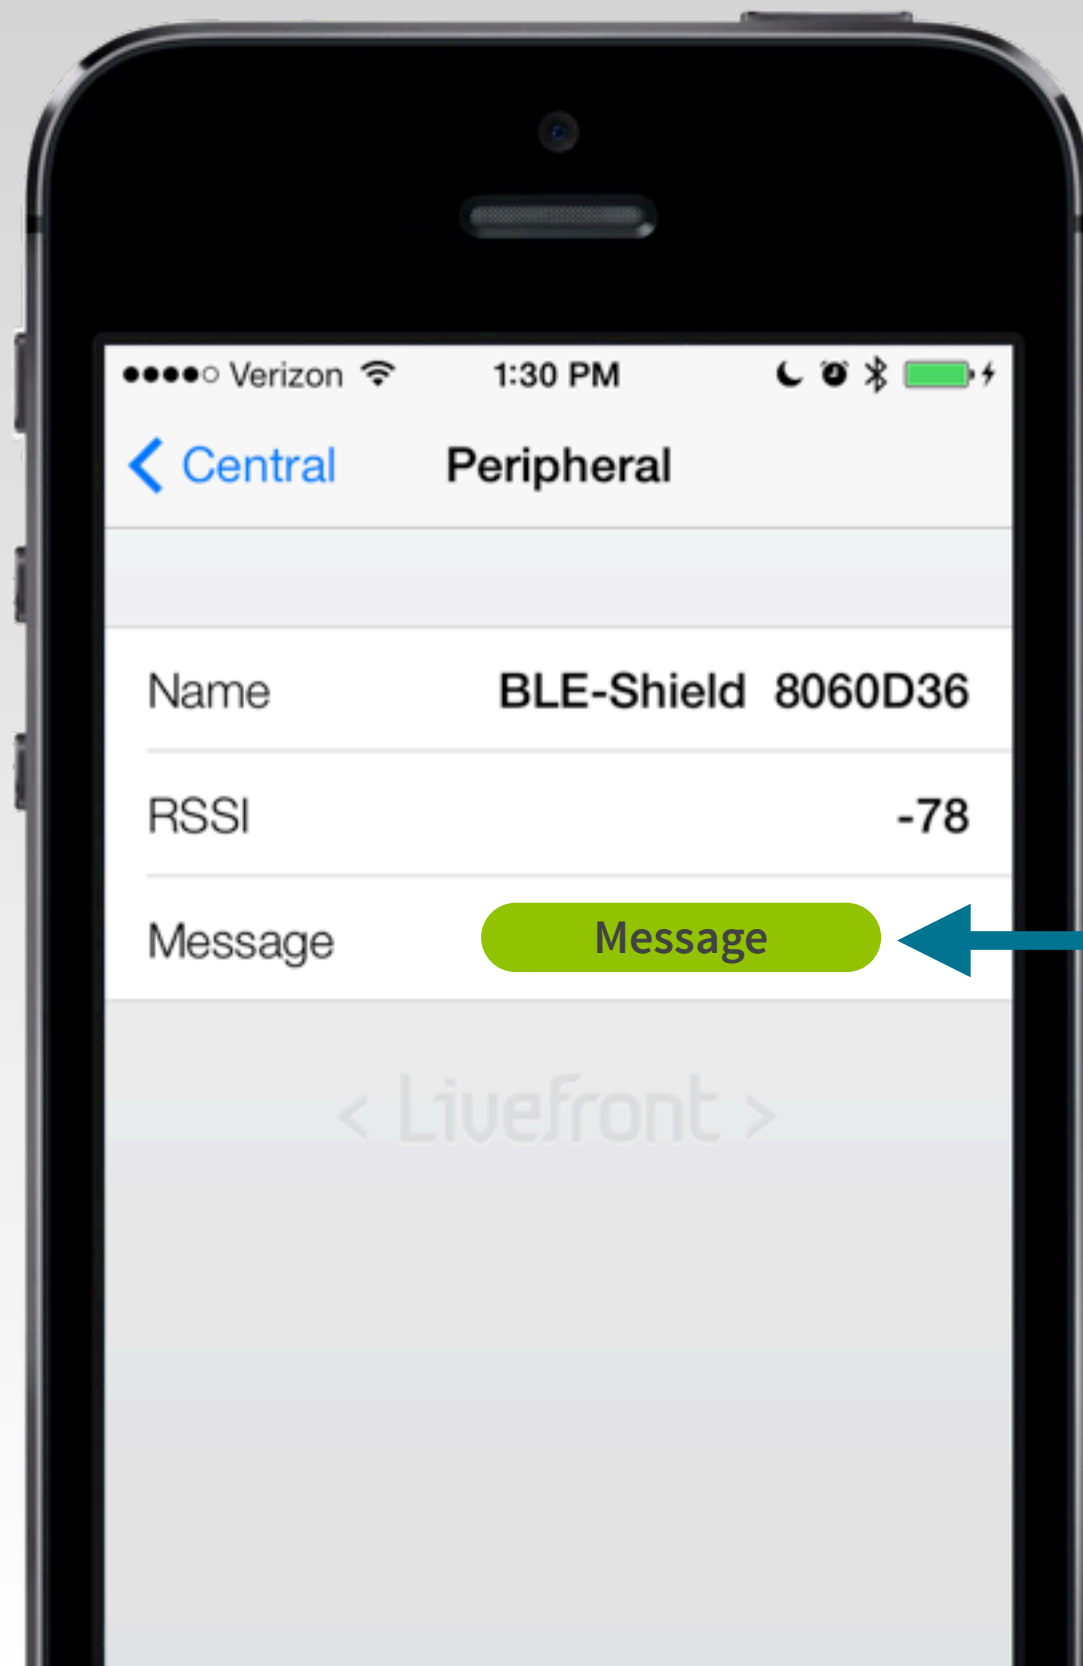 Verizon 1:30 PM
Central Peripheral
Name BLE-Shield 8060D36
RSSI -78
Message Message
< Livefront >